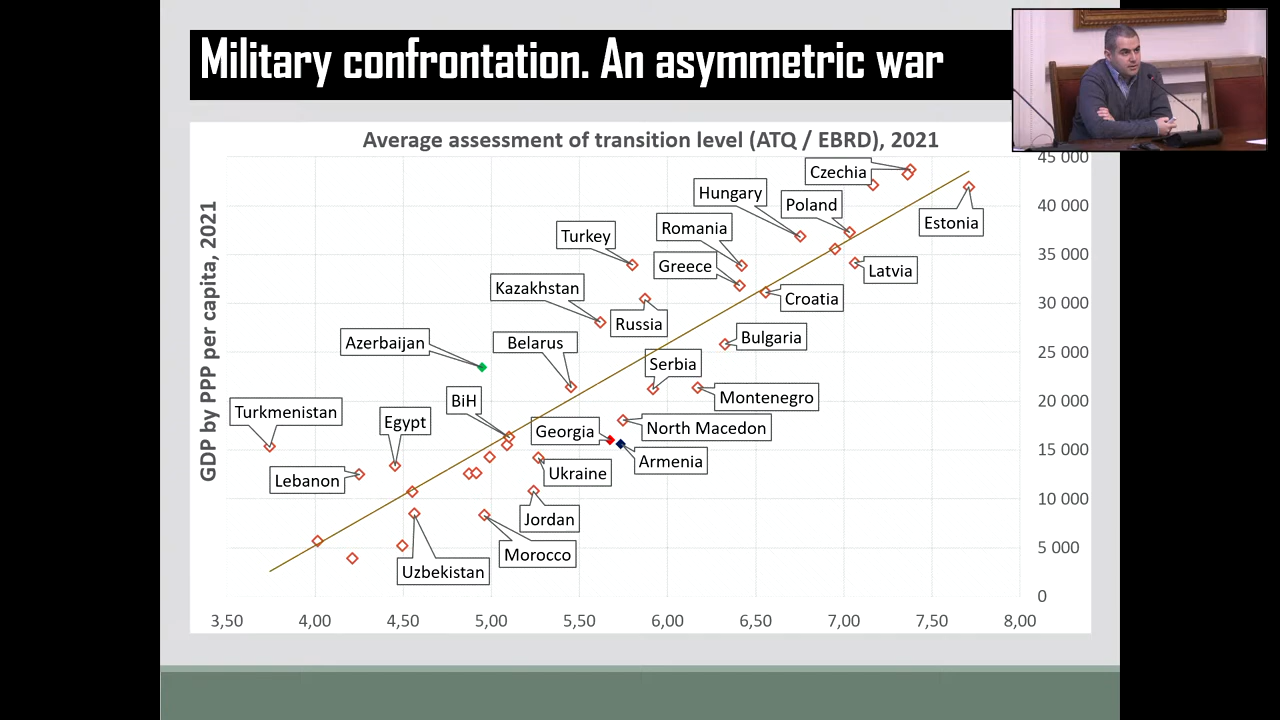 Military confrontation. An asymmetric war
Average assessment of transition level (ATQ / EBRD), 2021
GDP by PPP per capita, 2021
45 000
40 000
35 000
30 000
25 000
20 000
15 000
10 000
5 000
0
Czechia
Hungary
Poland
Estonia
Romania
Turkey
Greece
Latvia
Kazakhstan
Croatia
Russia
Azerbaijan
Belarus
Bulgaria
Serbia
Montenegro
BiH
Turkmenistan
Egypt
Georgia
North Macedon
Armenia
Lebanon
Ukraine
Jordan
Morocco
Uzbekistan
3,50 4,00 4,50 5,00 5,50 6,00 6,50 7,00 7,50 8,00